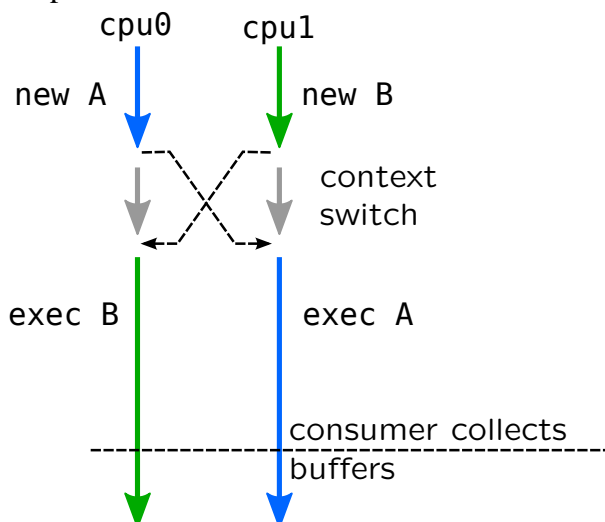 cpu0 cpu1
new A new B
context
switch
exec B exec A
consumer collects
buffers